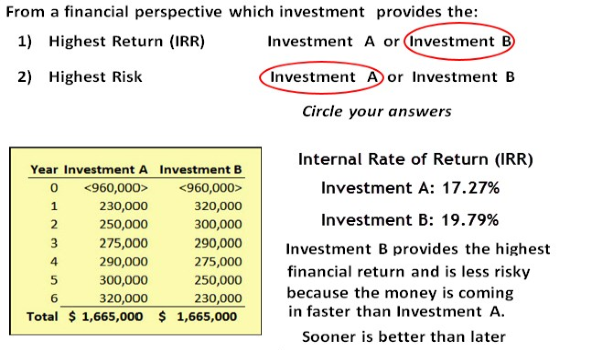 From a financial perspective which investment provides the:
1) Highest Return (IRR) Investment A or Investment B
2) Highest Risk Investment A or Investment B
Circle your answers
Year Investment A Investment B
0 <960,000> <960,000>
1 230,000 320,000
2 250,000 300,000
3 275,000 290,000
4 290,000 275,000
5 300,000 250,000
6 320,000 230,000
Total $ 1,665,000 $ 1,665,000
Internal Rate of Return (IRR)
Investment A: 17.27%
Investment B: 19.79%
Investment B provides the highest
financial return and is less risky
because the money is coming
in faster than Investment A.
Sooner is better than later